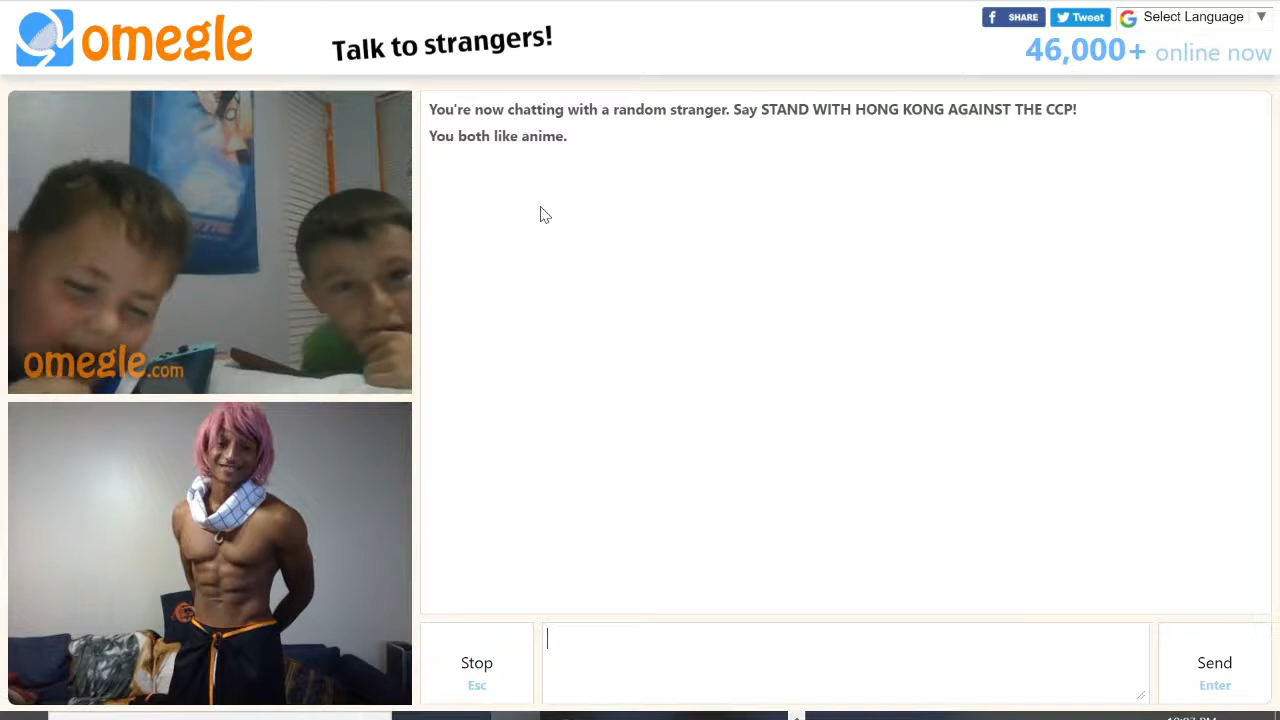 omegle
Talk to strangers!
SHARE
Tweet
Select Language
46,000+ online now
You're now chatting with a random stranger. Say STAND WITH HONG KONG AGAINST THE CCP!
You both like anime.
omegle.com
Stop
Esc
Send
Enter